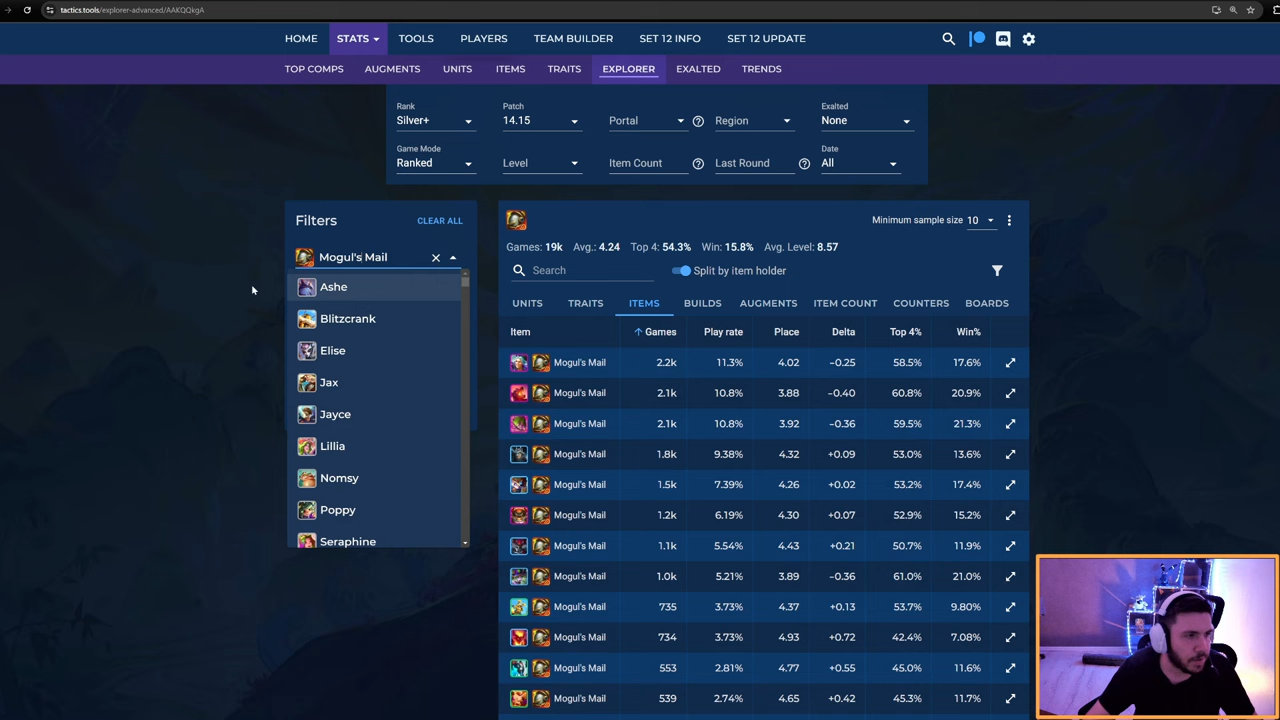 tactics.tools/explorer-advanced/AAKQQkgA
HOME STATS TOOLS PLAYERS TEAM BUILDER SET 12 INFO SET 12 UPDATE
TOP COMPS AUGMENTS UNITS ITEMS TRAITS EXPLORER EXALTED TRENDS
Rank Patch Exalted
Silver+ 14.15 Portal Region None
Game Mode Date
Ranked Level Item Count Last Round All
Filters CLEAR ALL
Mogul's Mail
Ashe
Blitzcrank
Elise
Jax
Jayce
Lillia
Nomsy
Poppy
Seraphine
Minimum sample size 10
Games: 19k Avg.: 4.24 Top 4: 54.3% Win: 15.8% Avg. Level: 8.57
Search Split by item holder
UNITS TRAITS ITEMS BUILDS AUGMENTS ITEM COUNT COUNTERS BOARDS
Item Games Play rate Place Delta Top 4% Win%
Mogul's Mail 2.2k 11.3% 4.02 -0.25 58.5% 17.6%
Mogul's Mail 2.1k 10.8% 3.88 -0.40 60.8% 20.9%
Mogul's Mail 2.1k 10.8% 3.92 -0.36 59.5% 21.3%
Mogul's Mail 1.8k 9.38% 4.32 +0.09 53.0% 13.6%
Mogul's Mail 1.5k 7.39% 4.26 +0.02 53.2% 17.4%
Mogul's Mail 1.2k 6.19% 4.30 +0.07 52.9% 15.2%
Mogul's Mail 1.1k 5.54% 4.43 +0.21 50.7% 11.9%
Mogul's Mail 1.0k 5.21% 3.89 -0.36 61.0% 21.0%
Mogul's Mail 735 3.73% 4.37 +0.13 53.7% 9.80%
Mogul's Mail 734 3.73% 4.93 +0.72 42.4% 7.08%
Mogul's Mail 553 2.81% 4.77 +0.55 45.0% 11.6%
Mogul's Mail 539 2.74% 4.65 +0.42 45.3% 11.7%